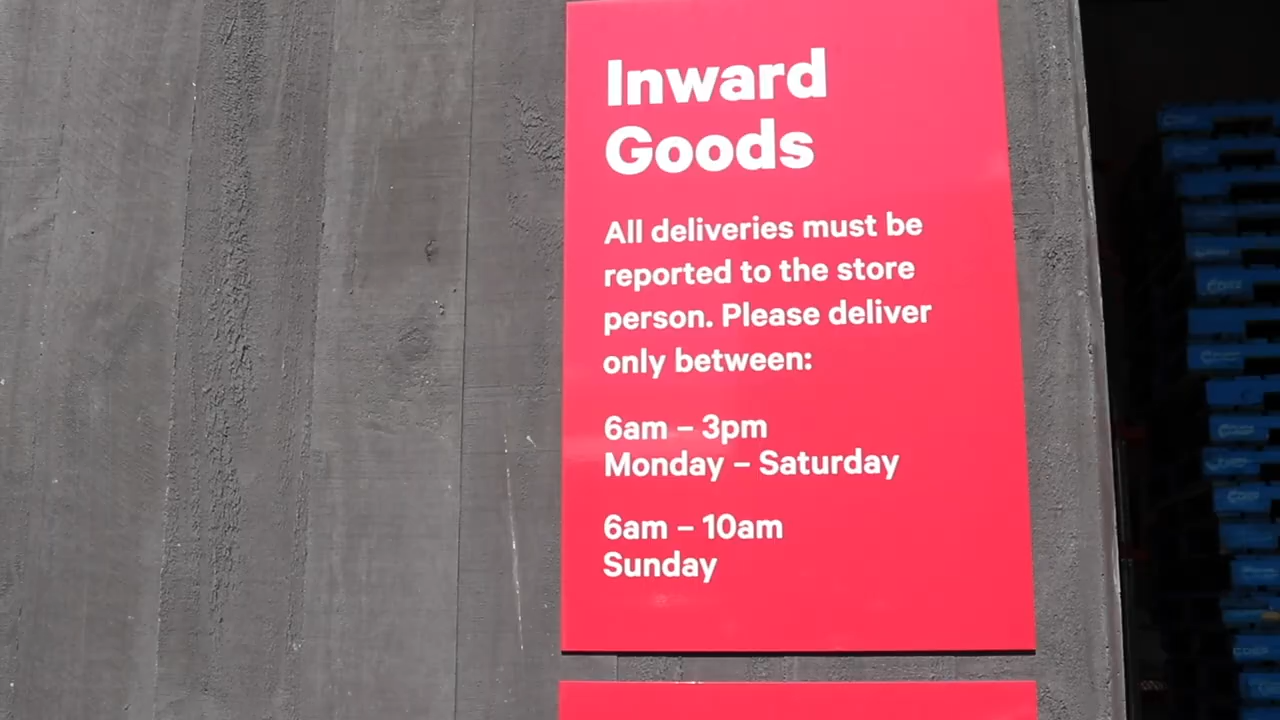 Inward
Goods
All deliveries must be
reported to the store
person. Please deliver
only between:
6am – 3pm
Monday – Saturday
6am – 10am
Sunday